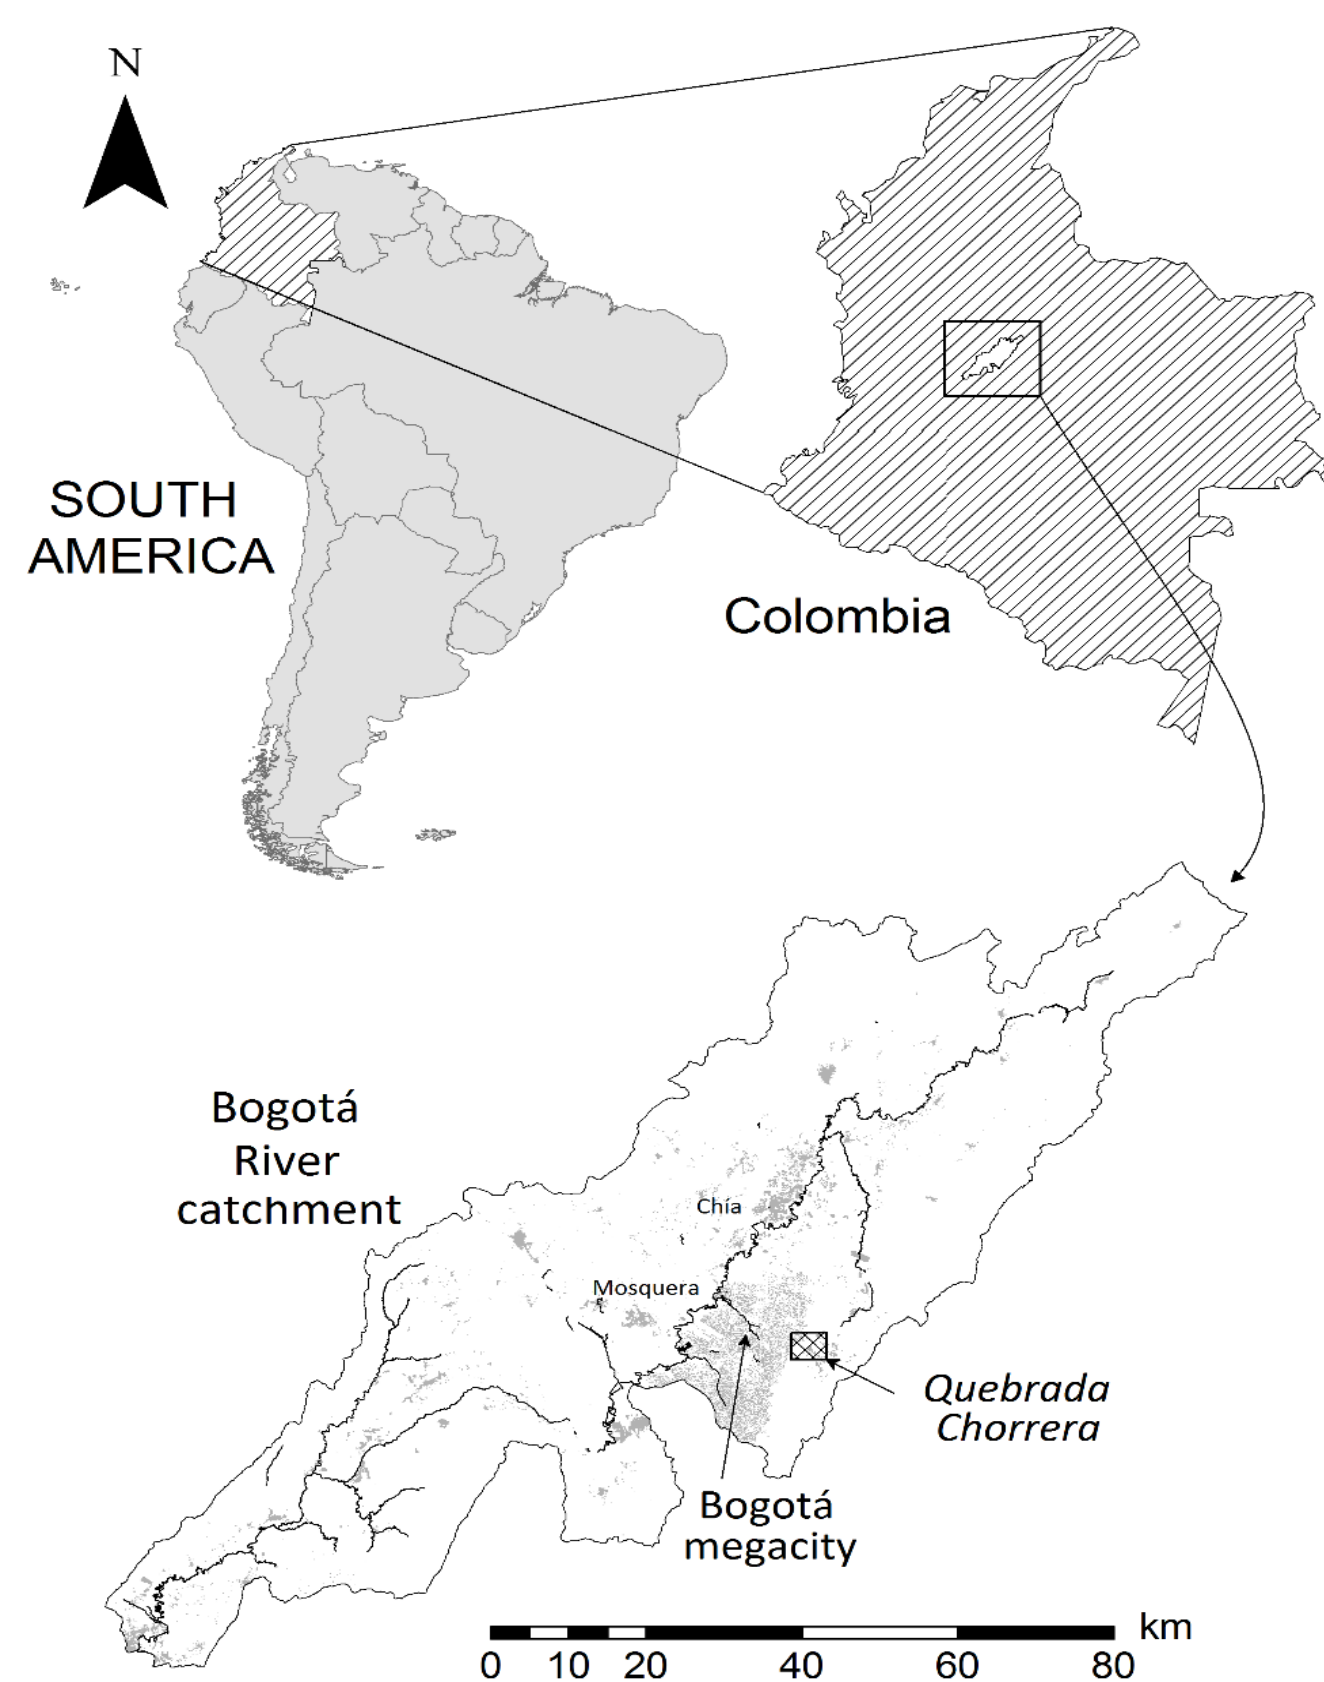 N
SOUTH
AMERICA
Colombia
Bogotá
River
catchment
Chía
Mosquera
Quebrada
Chorrera
Bogotá
megacity
km
0 10 20 40 60 80